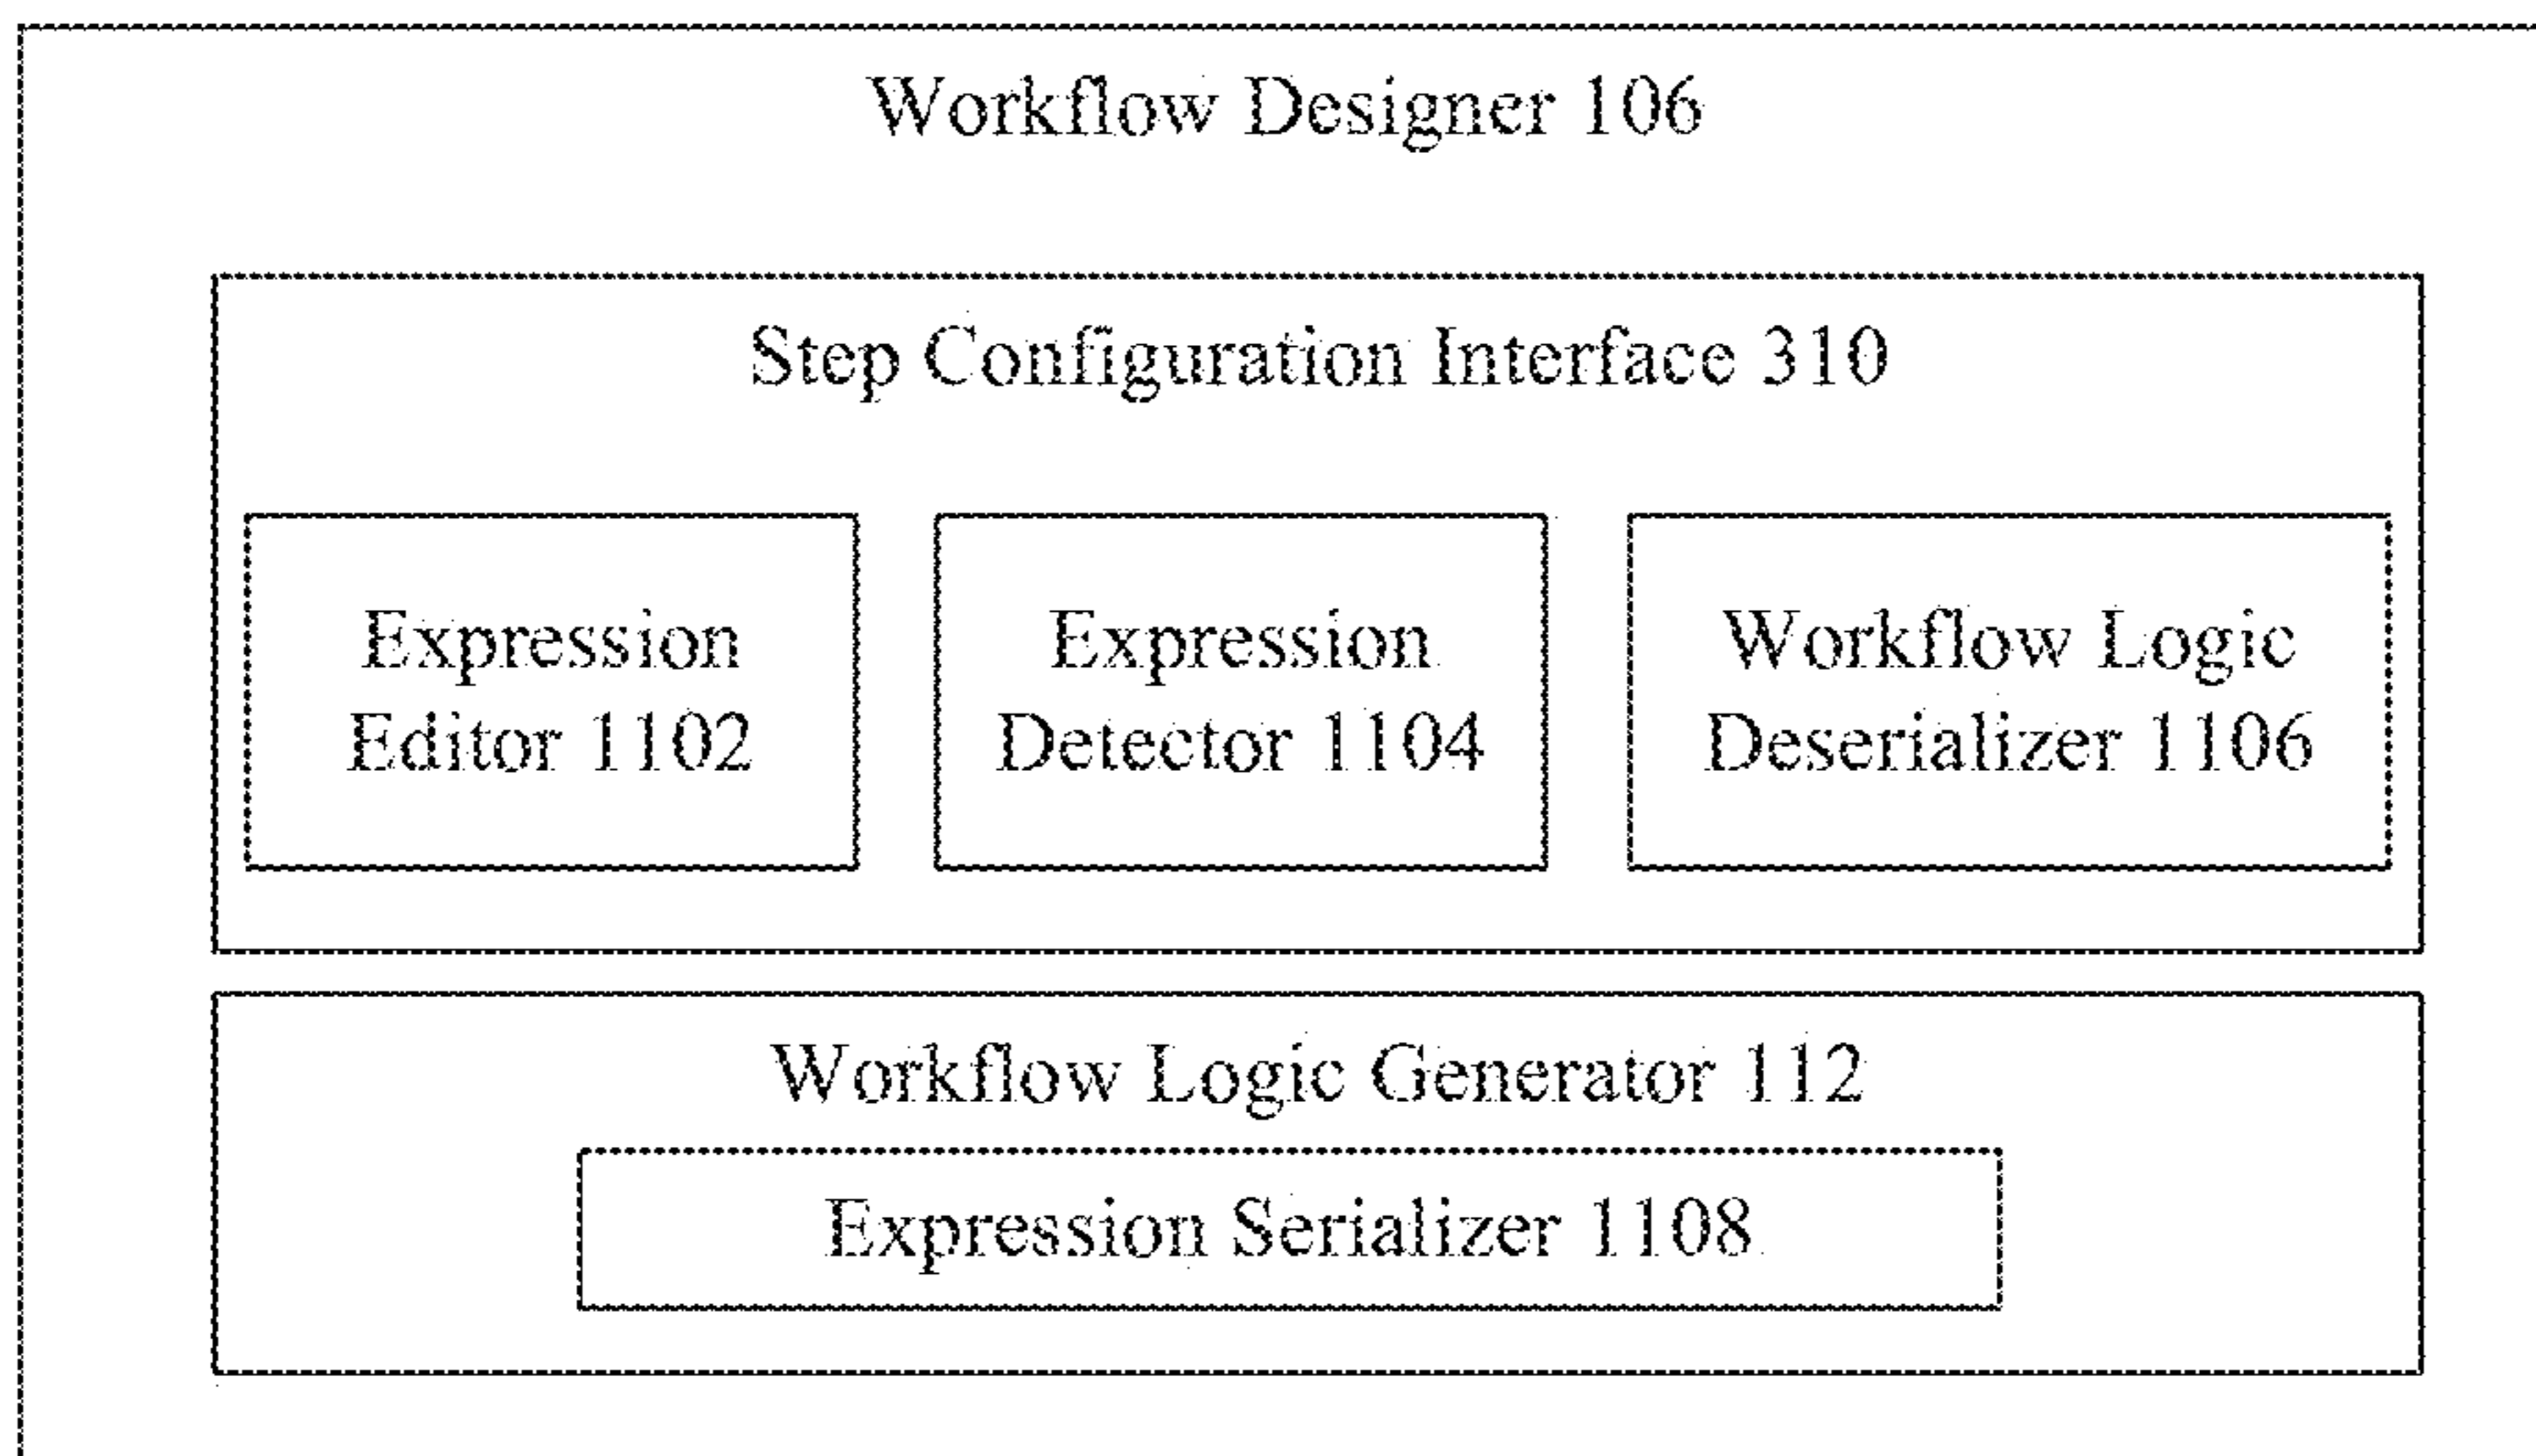 Workflow Designer 106
Step Configuration Interface 310
Expression
Editor 1102
Expression
Detector 1104
Workflow Logic
Deserializer 1106
Workflow Logic Generator 112
Expression Serializer 1108